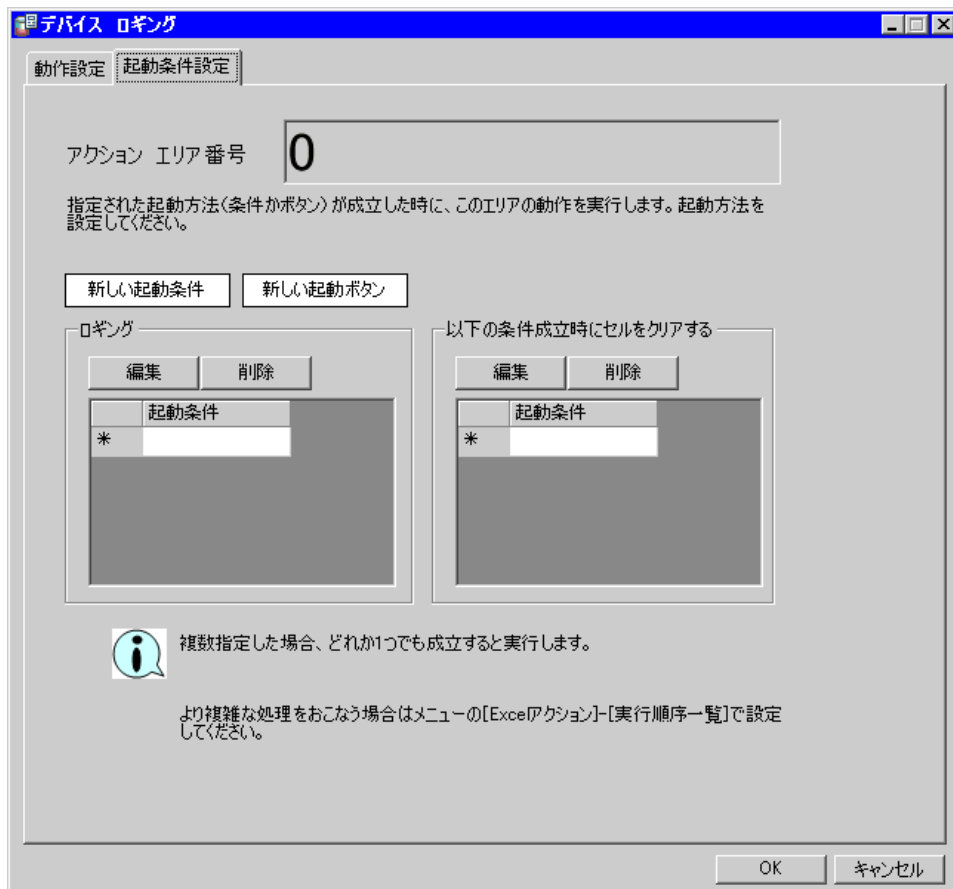 デバイス ロギング
動作設定 起動条件設定
アクション エリア番号 0
指定された起動方法(条件かボタン)が成立した時に、このエリアの動作を実行します。起動方法を
設定してください。
新しい起動条件 新しい起動ボタン
ロギング 以下の条件成立時にセルをクリアする
編集 削除 編集 削除
起動条件 起動条件
* *
複数指定した場合、どれか1つでも成立すると実行します。
より複雑な処理をおこなう場合はメニューの[Excelアクション]-[実行順序一覧]で設定
してください。
OK キャンセル